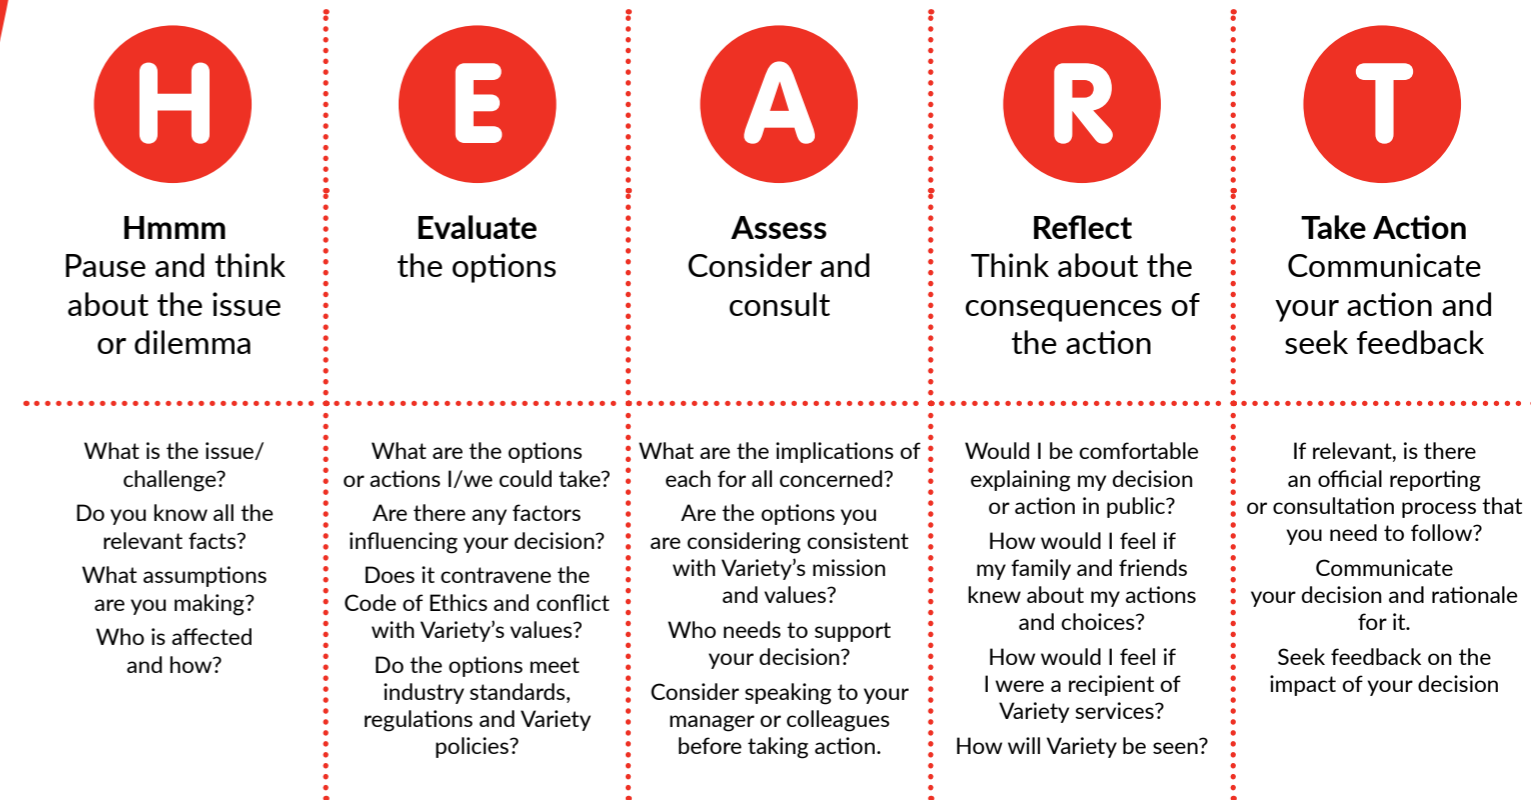 H
Hmmm
Pause and think
about the issue
or dilemma
What is the issue/
challenge?
Do you know all the
relevant facts?
What assumptions
are you making?
Who is affected
and how?
E
Evaluate
the options
What are the options
or actions I/we could take?
Are there any factors
influencing your decision?
Does it contravene the
Code of Ethics and conflict
with Variety's values?
Do the options meet
industry standards,
regulations and Variety
policies?
A
Assess
Consider and
consult
What are the implications of
each for all concerned?
Are the options you
are considering consistent
with Variety's mission
and values?
Who needs to support
your decision?
Consider speaking to your
manager or colleagues
before taking action.
R
Reflect
Think about the
consequences of
the action
Would I be comfortable
explaining my decision
or action in public?
How would I feel if
my family and friends
knew about my actions
and choices?
How would I feel if
I were a recipient of
Variety services?
How will Variety be seen?
T
Take Action
Communicate
your action and
seek feedback
If relevant, is there
an official reporting
or consultation process that
you need to follow?
Communicate
your decision and rationale
for it.
Seek feedback on the
impact of your decision